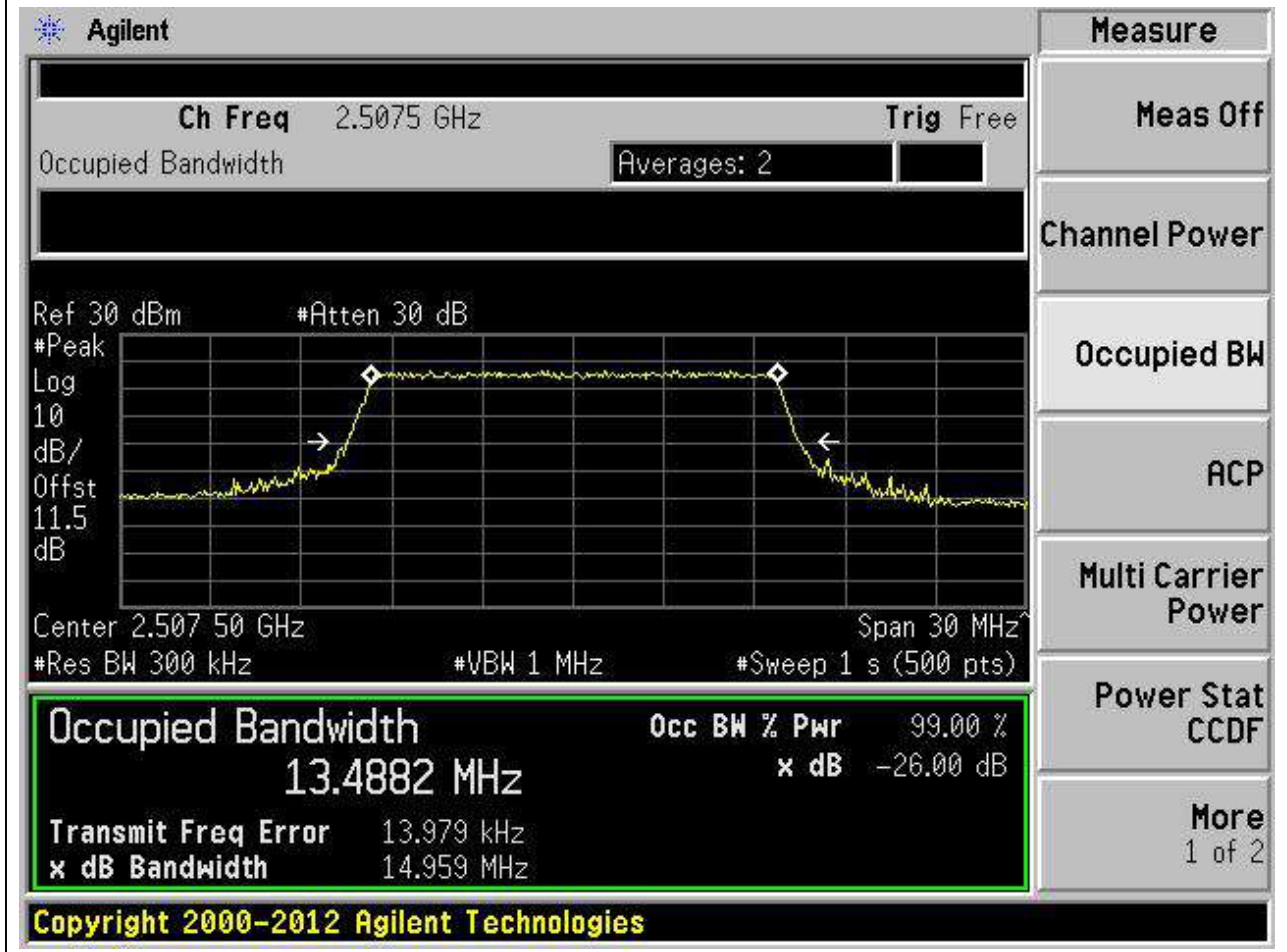 Agilent
Ch Freq 2.5075 GHz Trig Free
Occupied Bandwidth Averages: 2
Ref 30 dBm #Atten 30 dB
#Peak
Log
10
dB/
Offst
11.5
dB
Center 2.507 50 GHz Span 30 MHz^
#Res BW 300 kHz #VBW 1 MHz #Sweep 1 s (500 pts)
Occupied Bandwidth Occ BW % Pwr 99.00 %
13.4882 MHz x dB -26.00 dB
Transmit Freq Error 13.979 kHz
x dB Bandwidth 14.959 MHz
Copyright 2000-2012 Agilent Technologies
Measure
Meas Off
Channel Power
Occupied BW
ACP
Multi Carrier
Power
Power Stat
CCDF
More
1 of 2